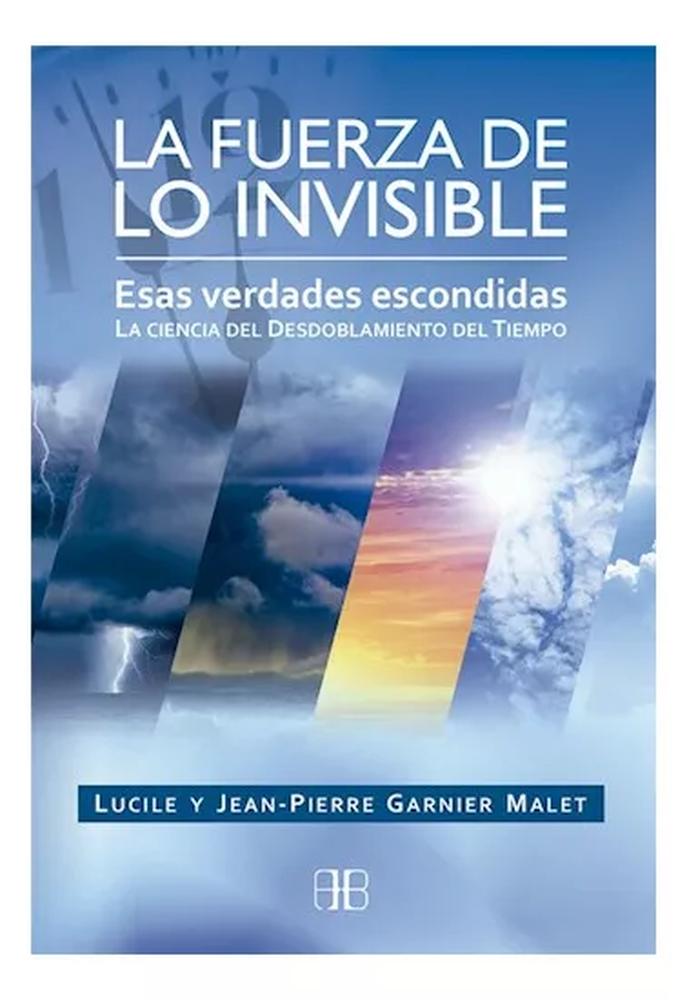 LA FUERZA DE
LO INVISIBLE
Esas verdades escondidas
LA CIENCIA DEL DESDOBLAMIENTO DEL TIEMPO
LUCILE Y JEAN-PIERRE GARNIER MALET
AB